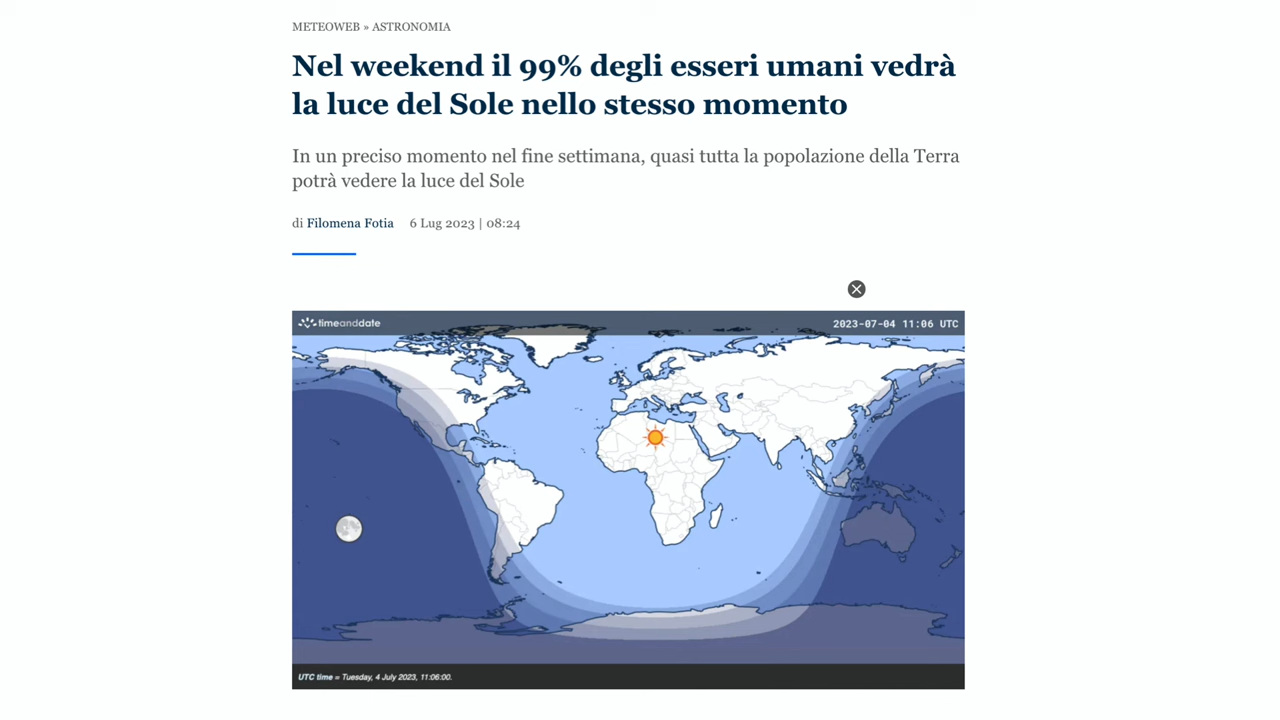 METEOWEB » ASTRONOMIA
Nel weekend il 99% degli esseri umani vedrà
la luce del Sole nello stesso momento
In un preciso momento nel fine settimana, quasi tutta la popolazione della Terra
potrà vedere la luce del Sole
di Filomena Fotia 6 Lug 2023 | 08:24
timeanddate 2023-07-04 11:06 UTC
UTC time = Tuesday, 4 July 2023, 11:06:00.